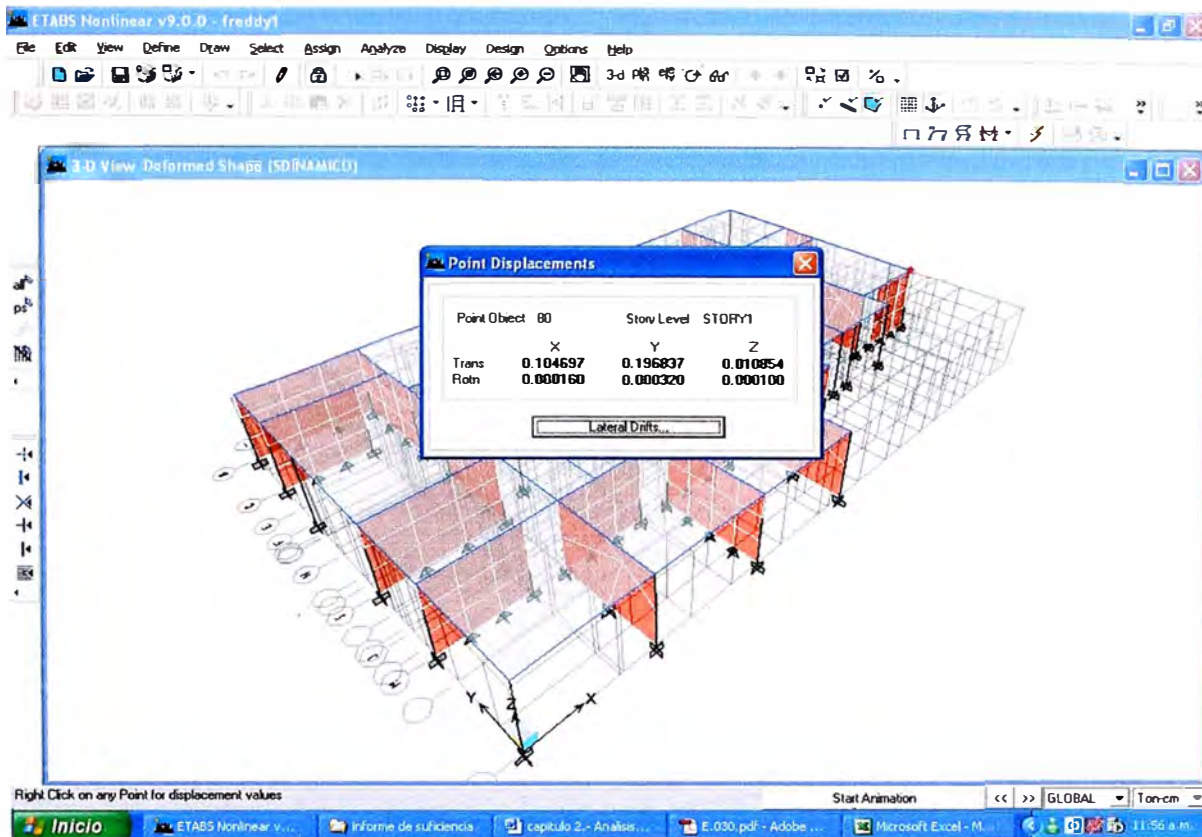 ETABS Nonlinear v9.0.0 - freddy1
File Edit View Define Draw Select Assign Analyze Display Design Options Help
3-d
3-D View Deformed Shape (SDINAMICO)
Point Displacements
Point Object 80 Story Level STORY1
X Y Z
Trans 0.104697 0.196837 0.010854
Rotn 0.000160 0.000320 0.000100
Lateral Drifts...
Y Z X
Right Click on any Point for displacement values Start Animation << >> GLOBAL Ton-cm
Inicio ETABS Nonlinear v... informe de suficiencia capitulo 2.- Analisis... E.030.pdf - Adobe ... Microsoft Excel - M... 11:56 a.m.